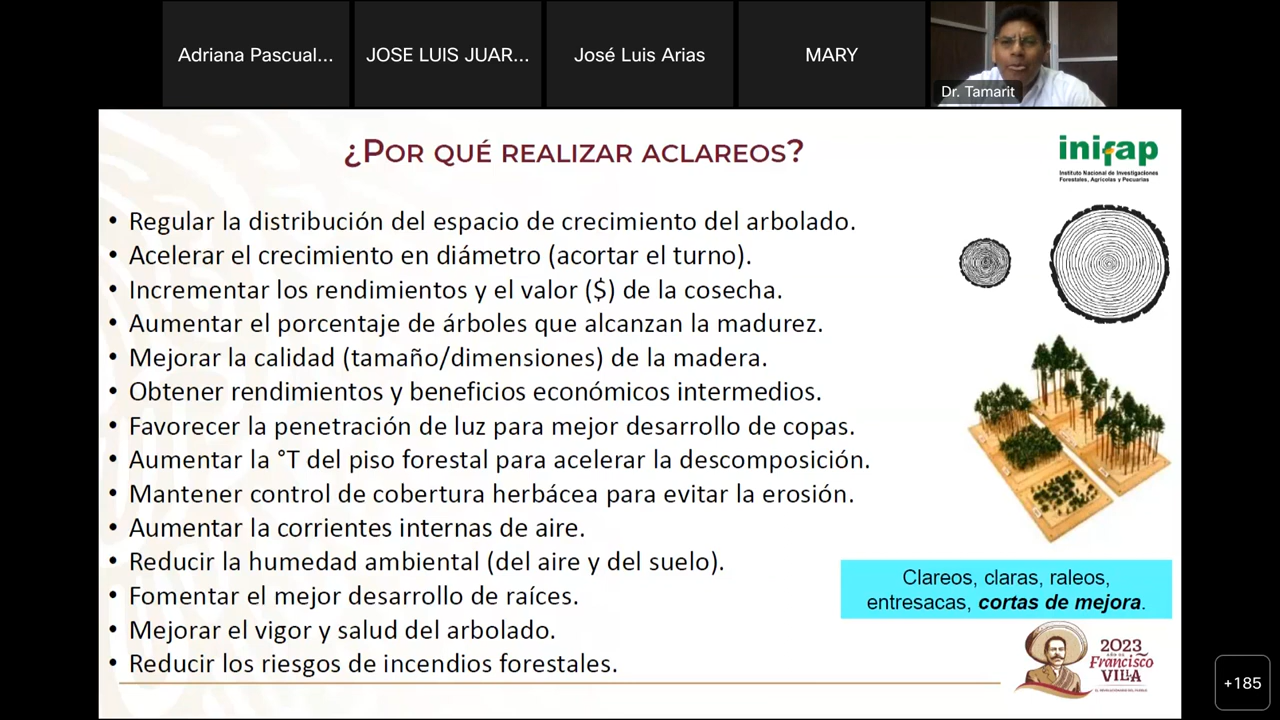 Adriana Pascual...
JOSE LUIS JUAR...
José Luis Arias
MARY
Dr. Tamarit
¿POR QUÉ REALIZAR ACLAREOS?
inifap
Instituto Nacional de Investigaciones
Forestales, Agrícolas y Pecuarias
• Regular la distribución del espacio de crecimiento del arbolado.
• Acelerar el crecimiento en diámetro (acortar el turno).
• Incrementar los rendimientos y el valor ($) de la cosecha.
• Aumentar el porcentaje de árboles que alcanzan la madurez.
• Mejorar la calidad (tamaño/dimensiones) de la madera.
• Obtener rendimientos y beneficios económicos intermedios.
• Favorecer la penetración de luz para mejor desarrollo de copas.
• Aumentar la °T del piso forestal para acelerar la descomposición.
• Mantener control de cobertura herbácea para evitar la erosión.
• Aumentar la corrientes internas de aire.
• Reducir la humedad ambiental (del aire y del suelo).
• Fomentar el mejor desarrollo de raíces.
• Mejorar el vigor y salud del arbolado.
• Reducir los riesgos de incendios forestales.
Clareos, claras, raleos,
entresacas, cortas de mejora.
2023
Francisco
VILLA
+185